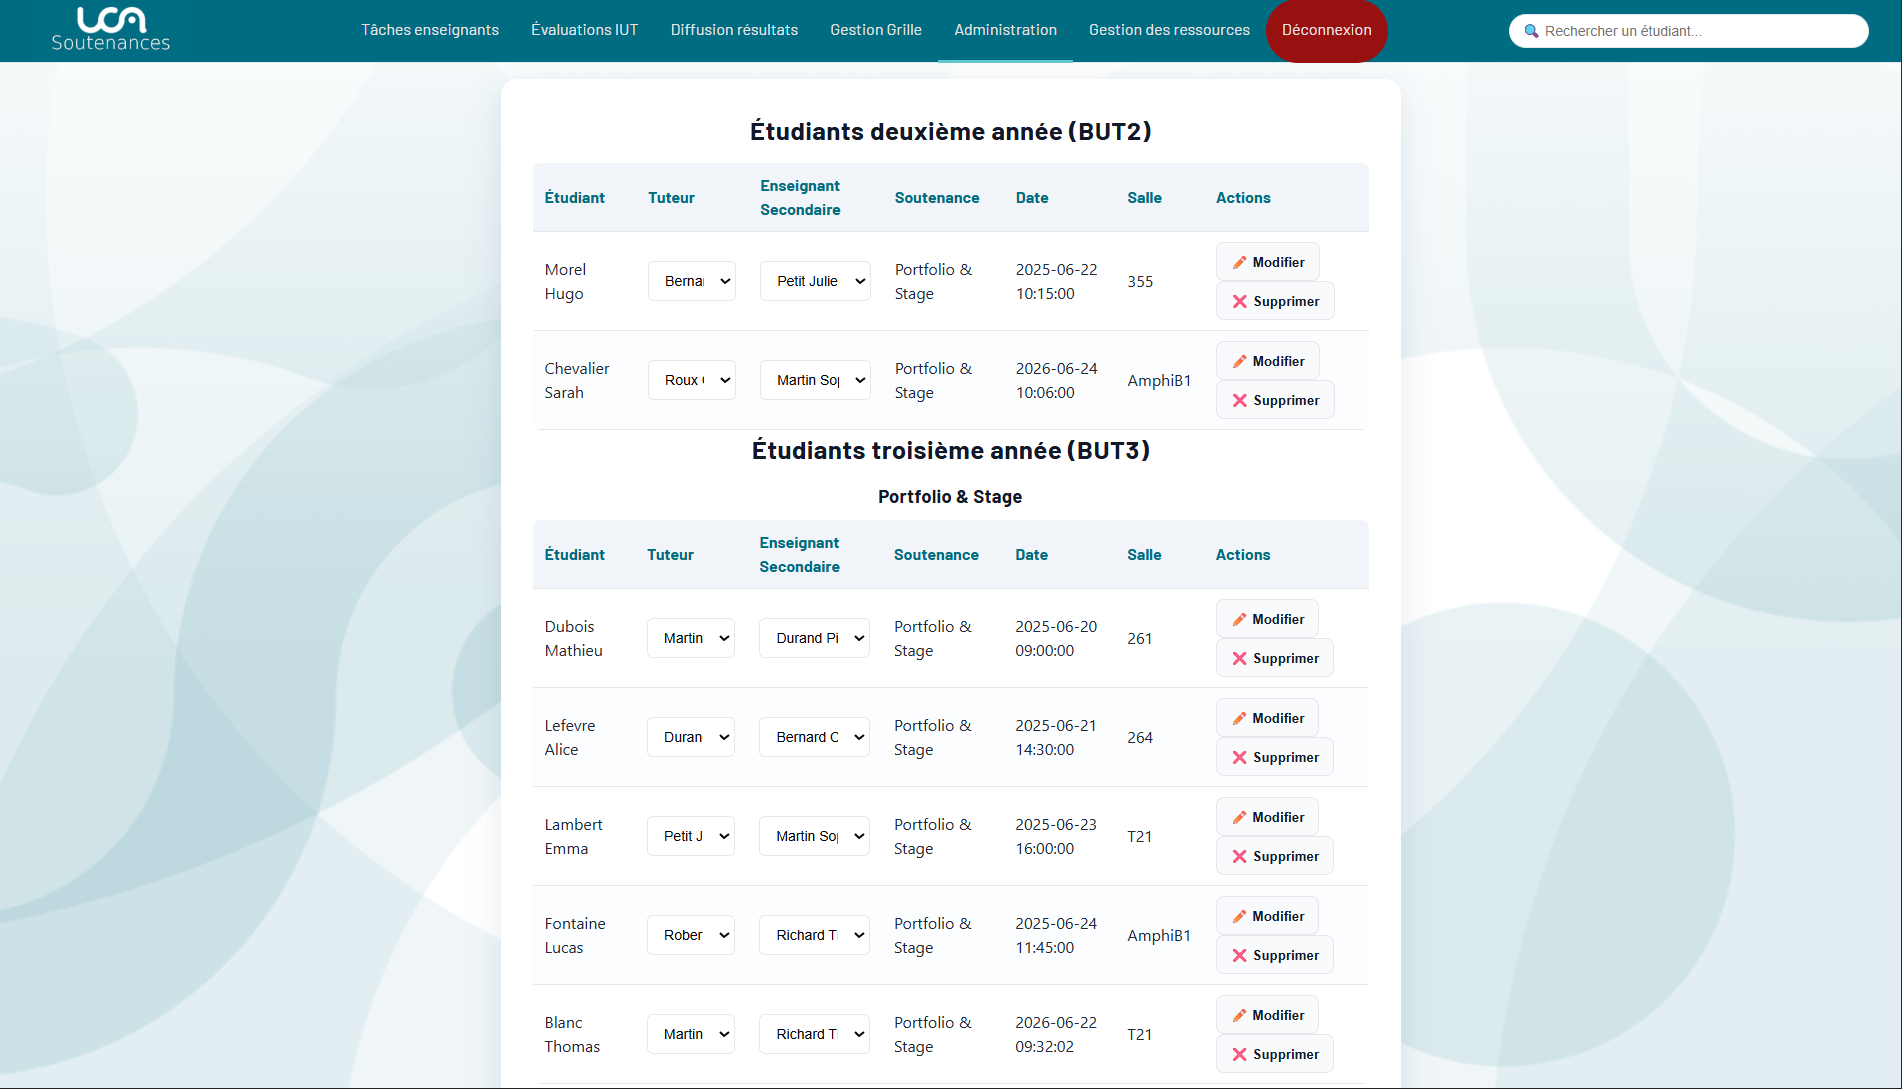 UCA
Soutenances
Tâches enseignants
Évaluations IUT
Diffusion résultats
Gestion Grille
Administration
Gestion des ressources
Déconnexion
Rechercher un étudiant...
Étudiants deuxième année (BUT2)
Étudiant Tuteur Enseignant Secondaire Soutenance Date Salle Actions
Morel Hugo Berna Petit Julie Portfolio & Stage 2025-06-22 10:15:00 355 Modifier Supprimer
Chevalier Sarah Roux Martin Sop Portfolio & Stage 2026-06-24 10:06:00 AmphiB1 Modifier Supprimer
Étudiants troisième année (BUT3)
Portfolio & Stage
Étudiant Tuteur Enseignant Secondaire Soutenance Date Salle Actions
Dubois Mathieu Martin Durand Pi Portfolio & Stage 2025-06-20 09:00:00 261 Modifier Supprimer
Lefevre Alice Duran Bernard C Portfolio & Stage 2025-06-21 14:30:00 264 Modifier Supprimer
Lambert Emma Petit J Martin Sop Portfolio & Stage 2025-06-23 16:00:00 T21 Modifier Supprimer
Fontaine Lucas Rober Richard T Portfolio & Stage 2025-06-24 11:45:00 AmphiB1 Modifier Supprimer
Blanc Thomas Martin Richard T Portfolio & Stage 2026-06-22 09:32:02 T21 Modifier Supprimer